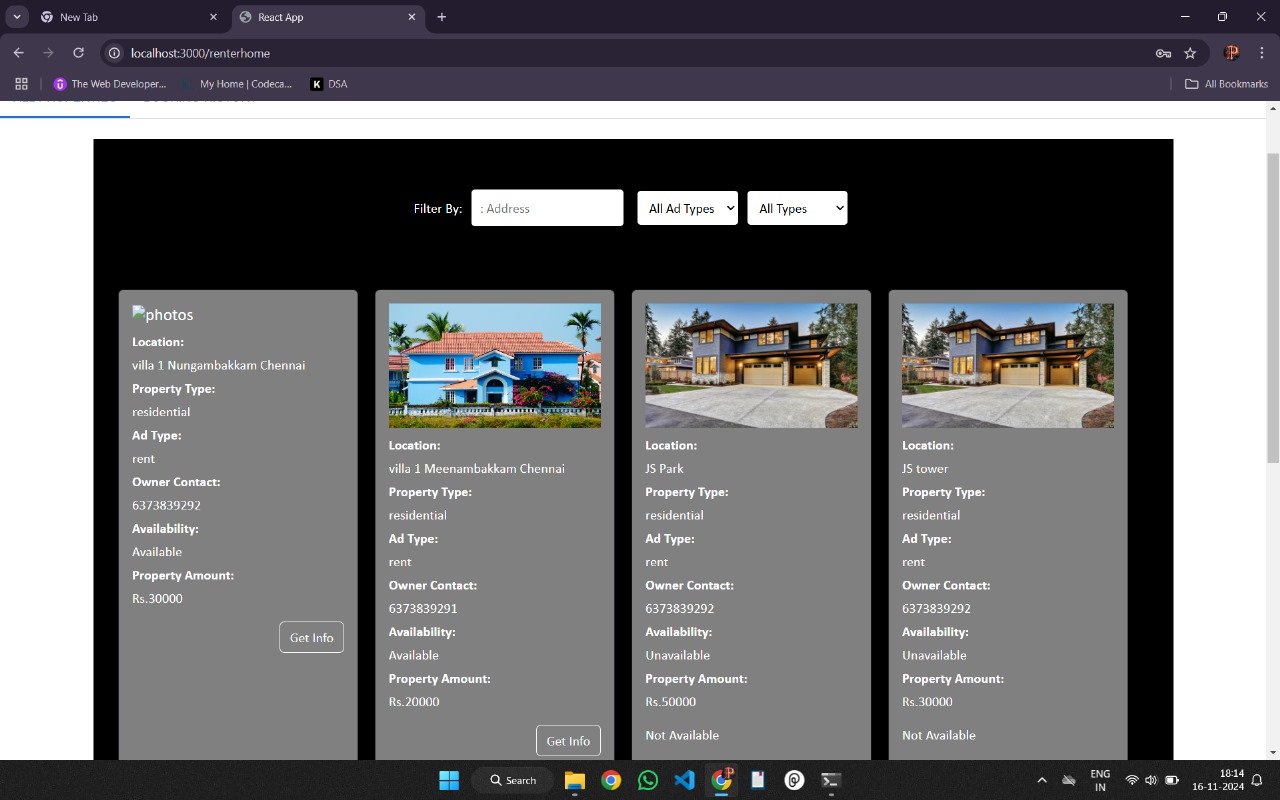 New Tab
React App
localhost:3000/renterhome
The Web Developer...
My Home | Codeca...
K DSA
All Bookmarks
Filter By:
: Address
All Ad Types
All Types
photos
Location:
villa 1 Nungambakkam Chennai
Property Type:
residential
Ad Type:
rent
Owner Contact:
6373839292
Availability:
Available
Property Amount:
Rs.30000
Get Info
Location:
villa 1 Meenambakkam Chennai
Property Type:
residential
Ad Type:
rent
Owner Contact:
6373839291
Availability:
Available
Property Amount:
Rs.20000
Get Info
Location:
JS Park
Property Type:
residential
Ad Type:
rent
Owner Contact:
6373839292
Availability:
Unavailable
Property Amount:
Rs.50000
Not Available
Location:
JS tower
Property Type:
residential
Ad Type:
rent
Owner Contact:
6373839292
Availability:
Unavailable
Property Amount:
Rs.30000
Not Available
Search
ENG
IN
18:14
16-11-2024